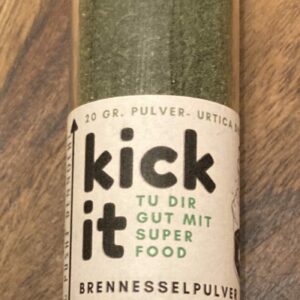 20 GR. PULVER- URTICA
kick
it
TU DIR
GUT MIT
SUPER
FOOD
BRENNESSELPULVER